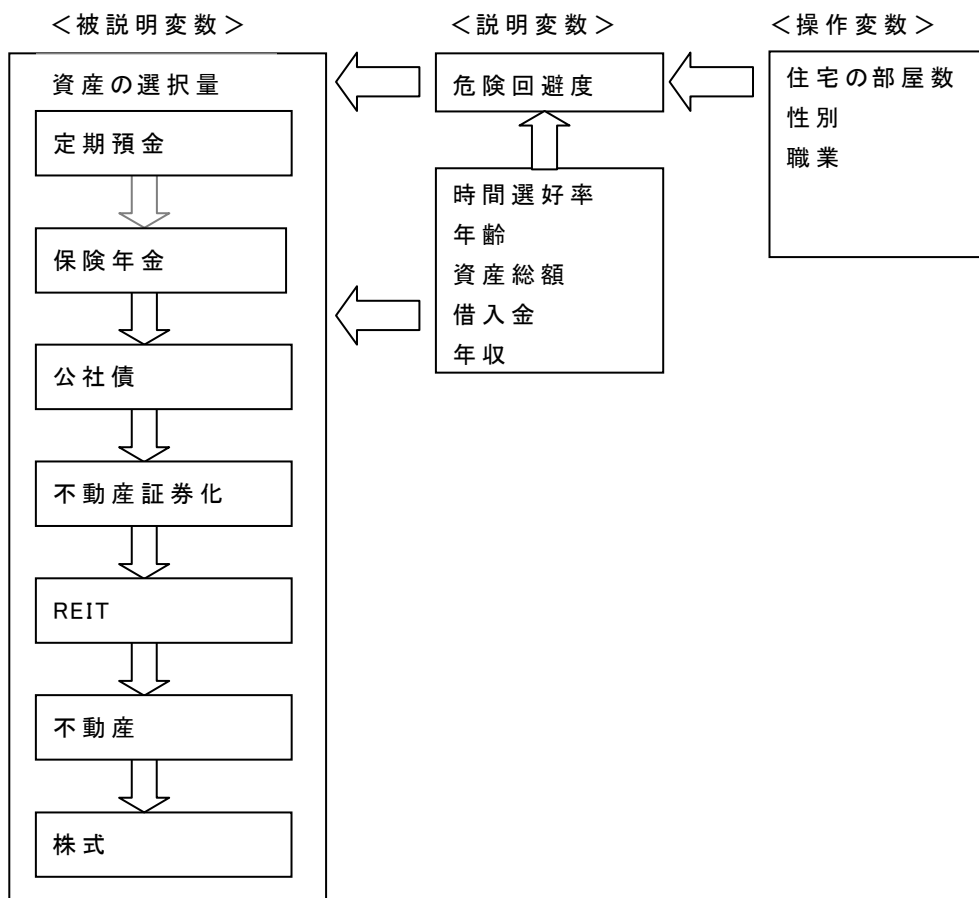 ＜被説明変数＞
資産の選択量
定期預金
保険年金
公社債
不動産証券化
REIT
不動産
株式
＜説明変数＞
危険回避度
時間選好率
年齢
資産総額
借入金
年収
＜操作変数＞
住宅の部屋数
性別
職業